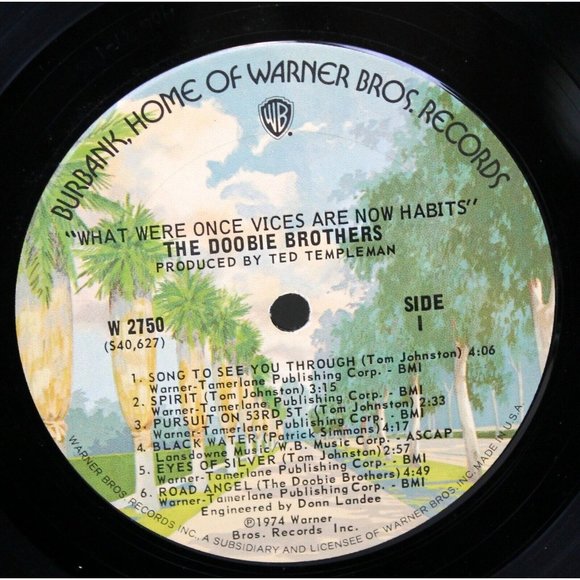 BURBANK, HOME OF WARNER BROS. RECORDS
WB
"WHAT WERE ONCE VICES ARE NOW HABITS"
THE DOOBIE BROTHERS
PRODUCED BY TED TEMPLEMAN
W 2750
(S40,627)
SIDE
I
1. SONG TO SEE YOU THROUGH (Tom Johnston) 4:06
Warner-Tamerlane Publishing Corp. - BMI
2. SPIRIT (Tom Johnston) 3:15
Warner-Tamerlane Publishing Corp. - BMI
3. PURSUIT ON 53RD ST. (Tom Johnston) 2:33
Warner-Tamerlane Publishing Corp. - BMI
4. BLACK WATER (Patrick Simmons) 4:17
Lansdowne Music/W.B. Music Corp. - ASCAP
5. EYES OF SILVER (Tom Johnston) 2:57
Warner-Tamerlane Publishing Corp. - BMI
6. ROAD ANGEL (The Doobie Brothers) 4:49
Warner-Tamerlane Publishing Corp. - BMI
Engineered by Donn Landee
©1974 Warner
Bros. Records Inc.
WARNER BROS. RECORDS INC., A SUBSIDIARY AND LICENSEE OF WARNER BROS. INC. MADE IN U.S.A.